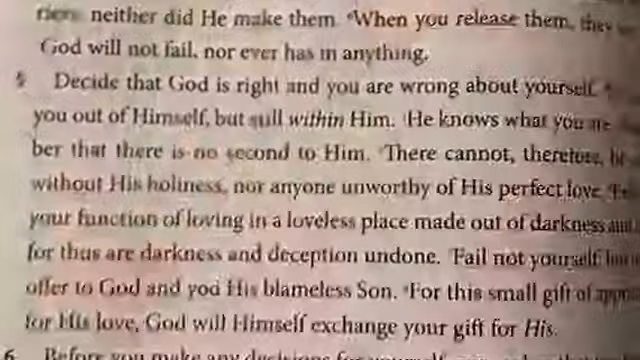 neither did He make them. When you release them, they
God will not fail, nor ever has in anything.
5 Decide that God is right and you are wrong about yourself.
you out of Himself, but still within Him. He knows what you are
ber that there is no second to Him. There cannot, therefore, be
without His holiness, nor anyone unworthy of His perfect love.
your function of loving in a loveless place made out of darkness and
for thus are darkness and deception undone. Fail not yourself, but
offer to God and you His blameless Son. For this small gift of
for His love, God will Himself exchange your gift for His.
6 Before you make any decisions for yourself,